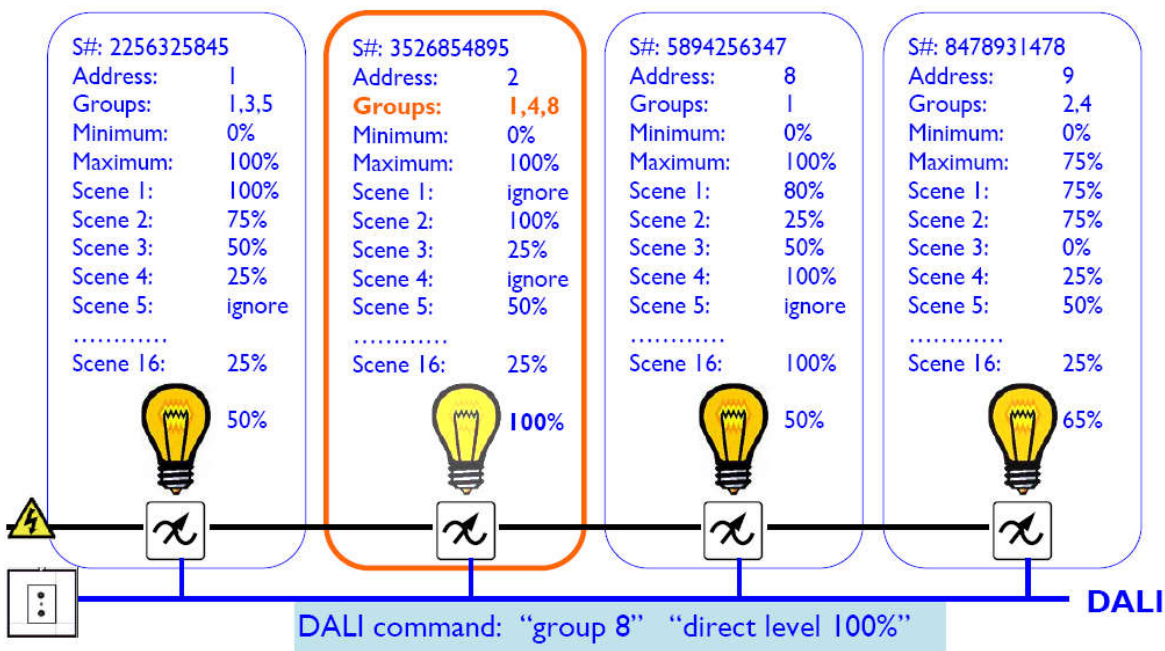 S#: 2256325845
Address: 1
Groups: 1,3,5
Minimum: 0%
Maximum: 100%
Scene 1: 100%
Scene 2: 75%
Scene 3: 50%
Scene 4: 25%
Scene 5: ignore
............
Scene 16: 25%
50%
S#: 3526854895
Address: 2
Groups: 1,4,8
Minimum: 0%
Maximum: 100%
Scene 1: ignore
Scene 2: 100%
Scene 3: 25%
Scene 4: ignore
Scene 5: 50%
............
Scene 16: 25%
100%
S#: 5894256347
Address: 8
Groups: 1
Minimum: 0%
Maximum: 100%
Scene 1: 80%
Scene 2: 25%
Scene 3: 50%
Scene 4: 100%
Scene 5: ignore
............
Scene 16: 100%
50%
S#: 8478931478
Address: 9
Groups: 2,4
Minimum: 0%
Maximum: 75%
Scene 1: 75%
Scene 2: 75%
Scene 3: 0%
Scene 4: 25%
Scene 5: 50%
............
Scene 16: 25%
65%
DALI
DALI command: “group 8” “direct level 100%”